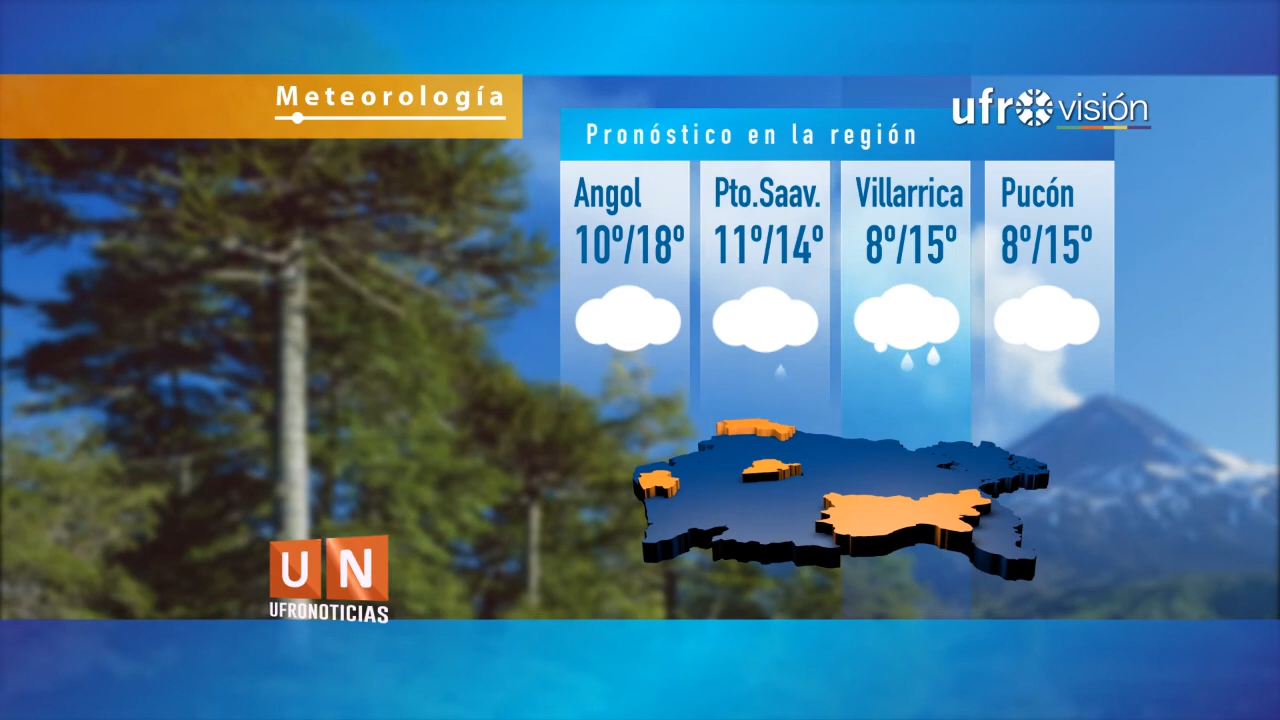 Meteorología
ufrovisión
Pronóstico en la región
Angol
10º/18º
Pto.Saav.
11º/14º
Villarrica
8º/15º
Pucón
8º/15º
UN
UFRONOTICIAS